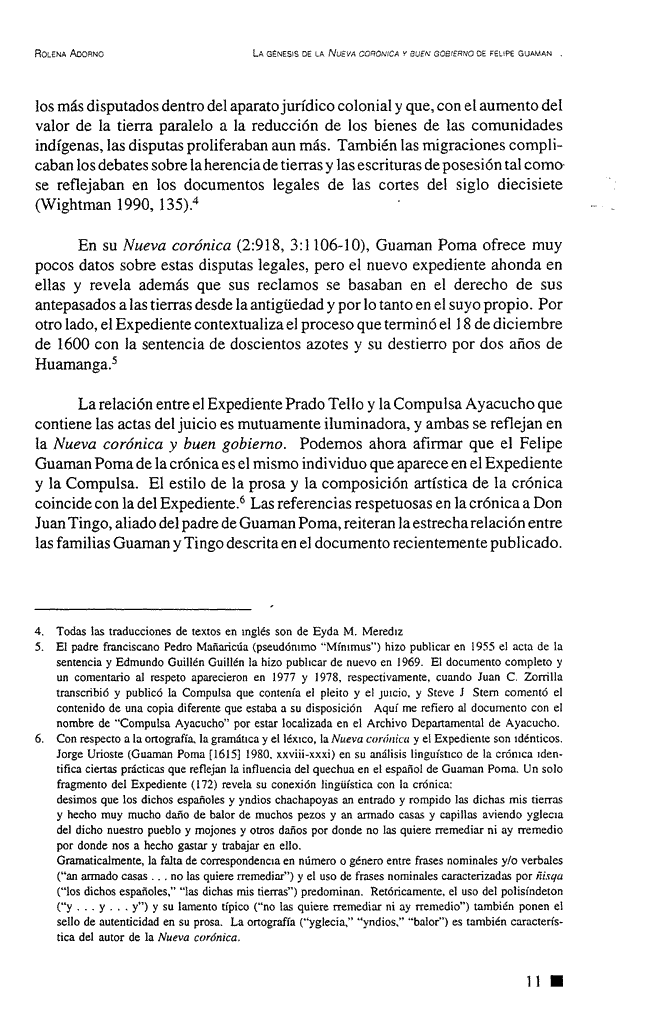 ROLENA ADORNO
LA GÉNESIS DE LA NUEVA CORÓNICA Y BUEN GOBIERNO DE FELIPE GUAMAN .
los más disputados dentro del aparato jurídico colonial y que, con el aumento del
valor de la tierra paralelo a la reducción de los bienes de las comunidades
indígenas, las disputas proliferaban aun más. También las migraciones compli-
caban los debates sobre la herencia de tierras y las escrituras de posesión tal como
se reflejaban en los documentos legales de las cortes del siglo diecisiete
(Wightman 1990, 135).⁴
En su Nueva corónica (2:918, 3:1106-10), Guaman Poma ofrece muy
pocos datos sobre estas disputas legales, pero el nuevo expediente ahonda en
ellas y revela además que sus reclamos se basaban en el derecho de sus
antepasados a las tierras desde la antigüedad y por lo tanto en el suyo propio. Por
otro lado, el Expediente contextualiza el proceso que terminó el 18 de diciembre
de 1600 con la sentencia de doscientos azotes y su destierro por dos años de
Huamanga.⁵
La relación entre el Expediente Prado Tello y la Compulsa Ayacucho que
contiene las actas del juicio es mutuamente iluminadora, y ambas se reflejan en
la Nueva corónica y buen gobierno. Podemos ahora afirmar que el Felipe
Guaman Poma de la crónica es el mismo individuo que aparece en el Expediente
y la Compulsa. El estilo de la prosa y la composición artística de la crónica
coincide con la del Expediente.⁶ Las referencias respetuosas en la crónica a Don
Juan Tingo, aliado del padre de Guaman Poma, reiteran la estrecha relación entre
las familias Guaman y Tingo descrita en el documento recientemente publicado.
4. Todas las traducciones de textos en inglés son de Eyda M. Merediz
5. El padre franciscano Pedro Mañaricúa (pseudónimo “Mínimus”) hizo publicar en 1955 el acta de la
sentencia y Edmundo Guillén Guillén la hizo publicar de nuevo en 1969. El documento completo y
un comentario al respeto aparecieron en 1977 y 1978, respectivamente, cuando Juan C. Zorrilla
transcribió y publicó la Compulsa que contenía el pleito y el juicio, y Steve J Stern comentó el
contenido de una copia diferente que estaba a su disposición Aquí me refiero al documento con el
nombre de “Compulsa Ayacucho” por estar localizada en el Archivo Departamental de Ayacucho.
6. Con respecto a la ortografía, la gramática y el léxico, la Nueva corónica y el Expediente son idénticos.
Jorge Urioste (Guaman Poma [1615] 1980, xxviii-xxxi) en su análisis linguístico de la crónica iden-
tifica ciertas prácticas que reflejan la influencia del quechua en el español de Guaman Poma. Un solo
fragmento del Expediente (172) revela su conexión lingüística con la crónica:
desimos que los dichos españoles y yndios chachapoyas an entrado y rompido las dichas mis tierras
y hecho muy mucho daño de balor de muchos pezos y an armado casas y capillas aviendo yglecia
del dicho nuestro pueblo y mojones y otros daños por donde no las quiere rremediar ni ay rremedio
por donde nos a hecho gastar y trabajar en ello.
Gramaticalmente, la falta de correspondencia en número o género entre frases nominales y/o verbales
(“an armado casas . . . no las quiere rremediar”) y el uso de frases nominales caracterizadas por ñisqa
(“los dichos españoles,” “las dichas mis tierras”) predominan. Retóricamente, el uso del polisíndeton
(“y . . . y . . . y”) y su lamento típico (“no las quiere rremediar ni ay rremedio”) también ponen el
sello de autenticidad en su prosa. La ortografía (“yglecia,” “yndios,” “balor”) es también caracterís-
tica del autor de la Nueva corónica.
11